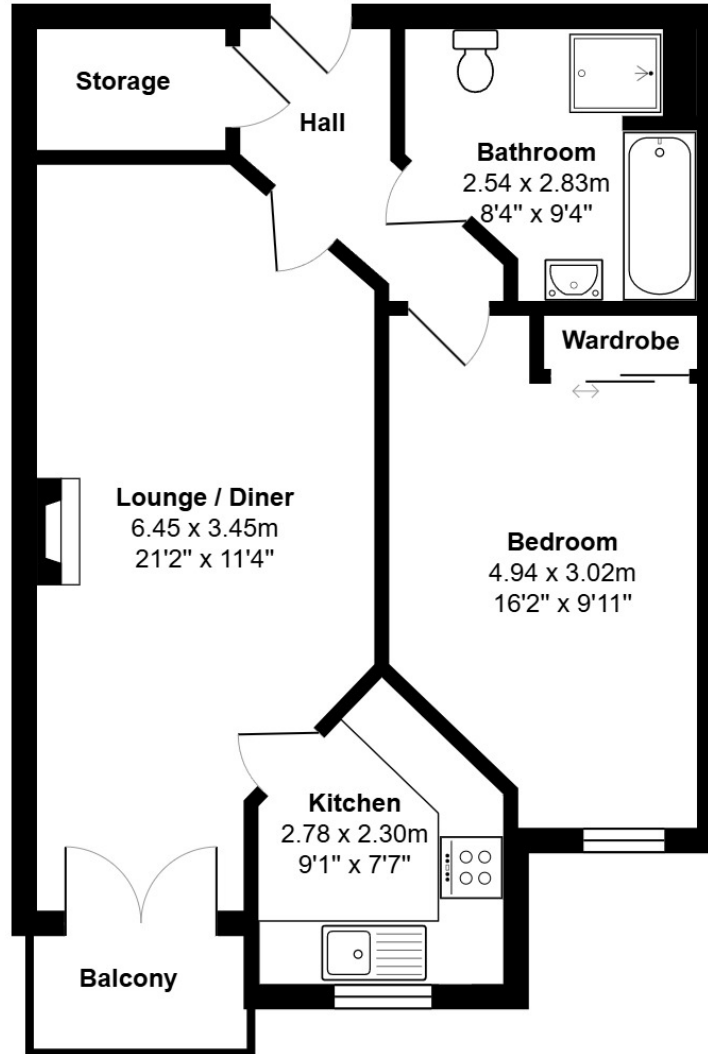 Storage
Hall
Bathroom
2.54 x 2.83m
8'4" x 9'4"
Wardrobe
Lounge / Diner
6.45 x 3.45m
21'2" x 11'4"
Bedroom
4.94 x 3.02m
16'2" x 9'11"
Kitchen
2.78 x 2.30m
9'1" x 7'7"
Balcony